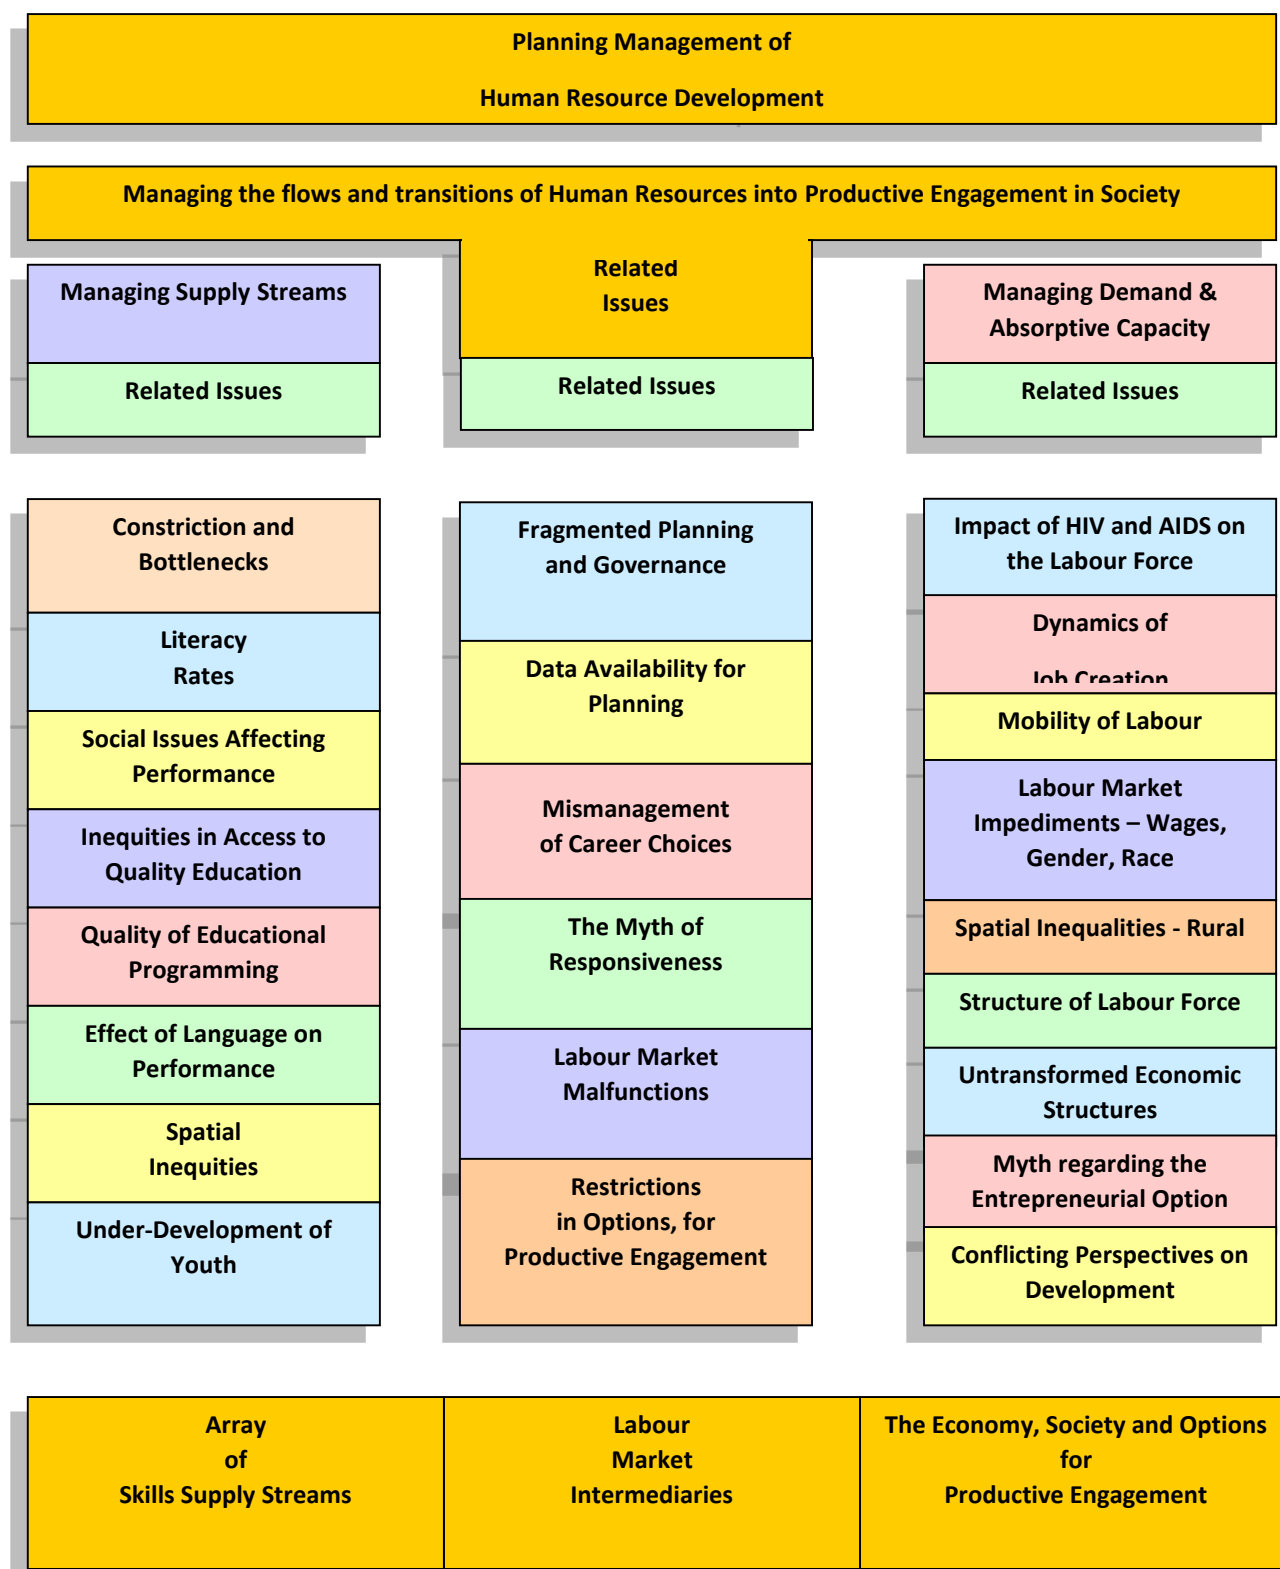 Planning Management of
Human Resource Development
Managing the flows and transitions of Human Resources into Productive Engagement in Society
Managing Supply Streams
Related Issues
Related
Issues
Related Issues
Managing Demand &
Absorptive Capacity
Related Issues
Constriction and
Bottlenecks
Literacy
Rates
Social Issues Affecting
Performance
Inequities in Access to
Quality Education
Quality of Educational
Programming
Effect of Language on
Performance
Spatial
Inequities
Under-Development of
Youth
Fragmented Planning
and Governance
Data Availability for
Planning
Mismanagement
of Career Choices
The Myth of
Responsiveness
Labour Market
Malfunctions
Restrictions
in Options, for
Productive Engagement
Impact of HIV and AIDS on
the Labour Force
Dynamics of
Job Creation
Mobility of Labour
Labour Market
Impediments – Wages,
Gender, Race
Spatial Inequalities - Rural
Structure of Labour Force
Untransformed Economic
Structures
Myth regarding the
Entrepreneurial Option
Conflicting Perspectives on
Development
Array
of
Skills Supply Streams
Labour
Market
Intermediaries
The Economy, Society and Options
for
Productive Engagement